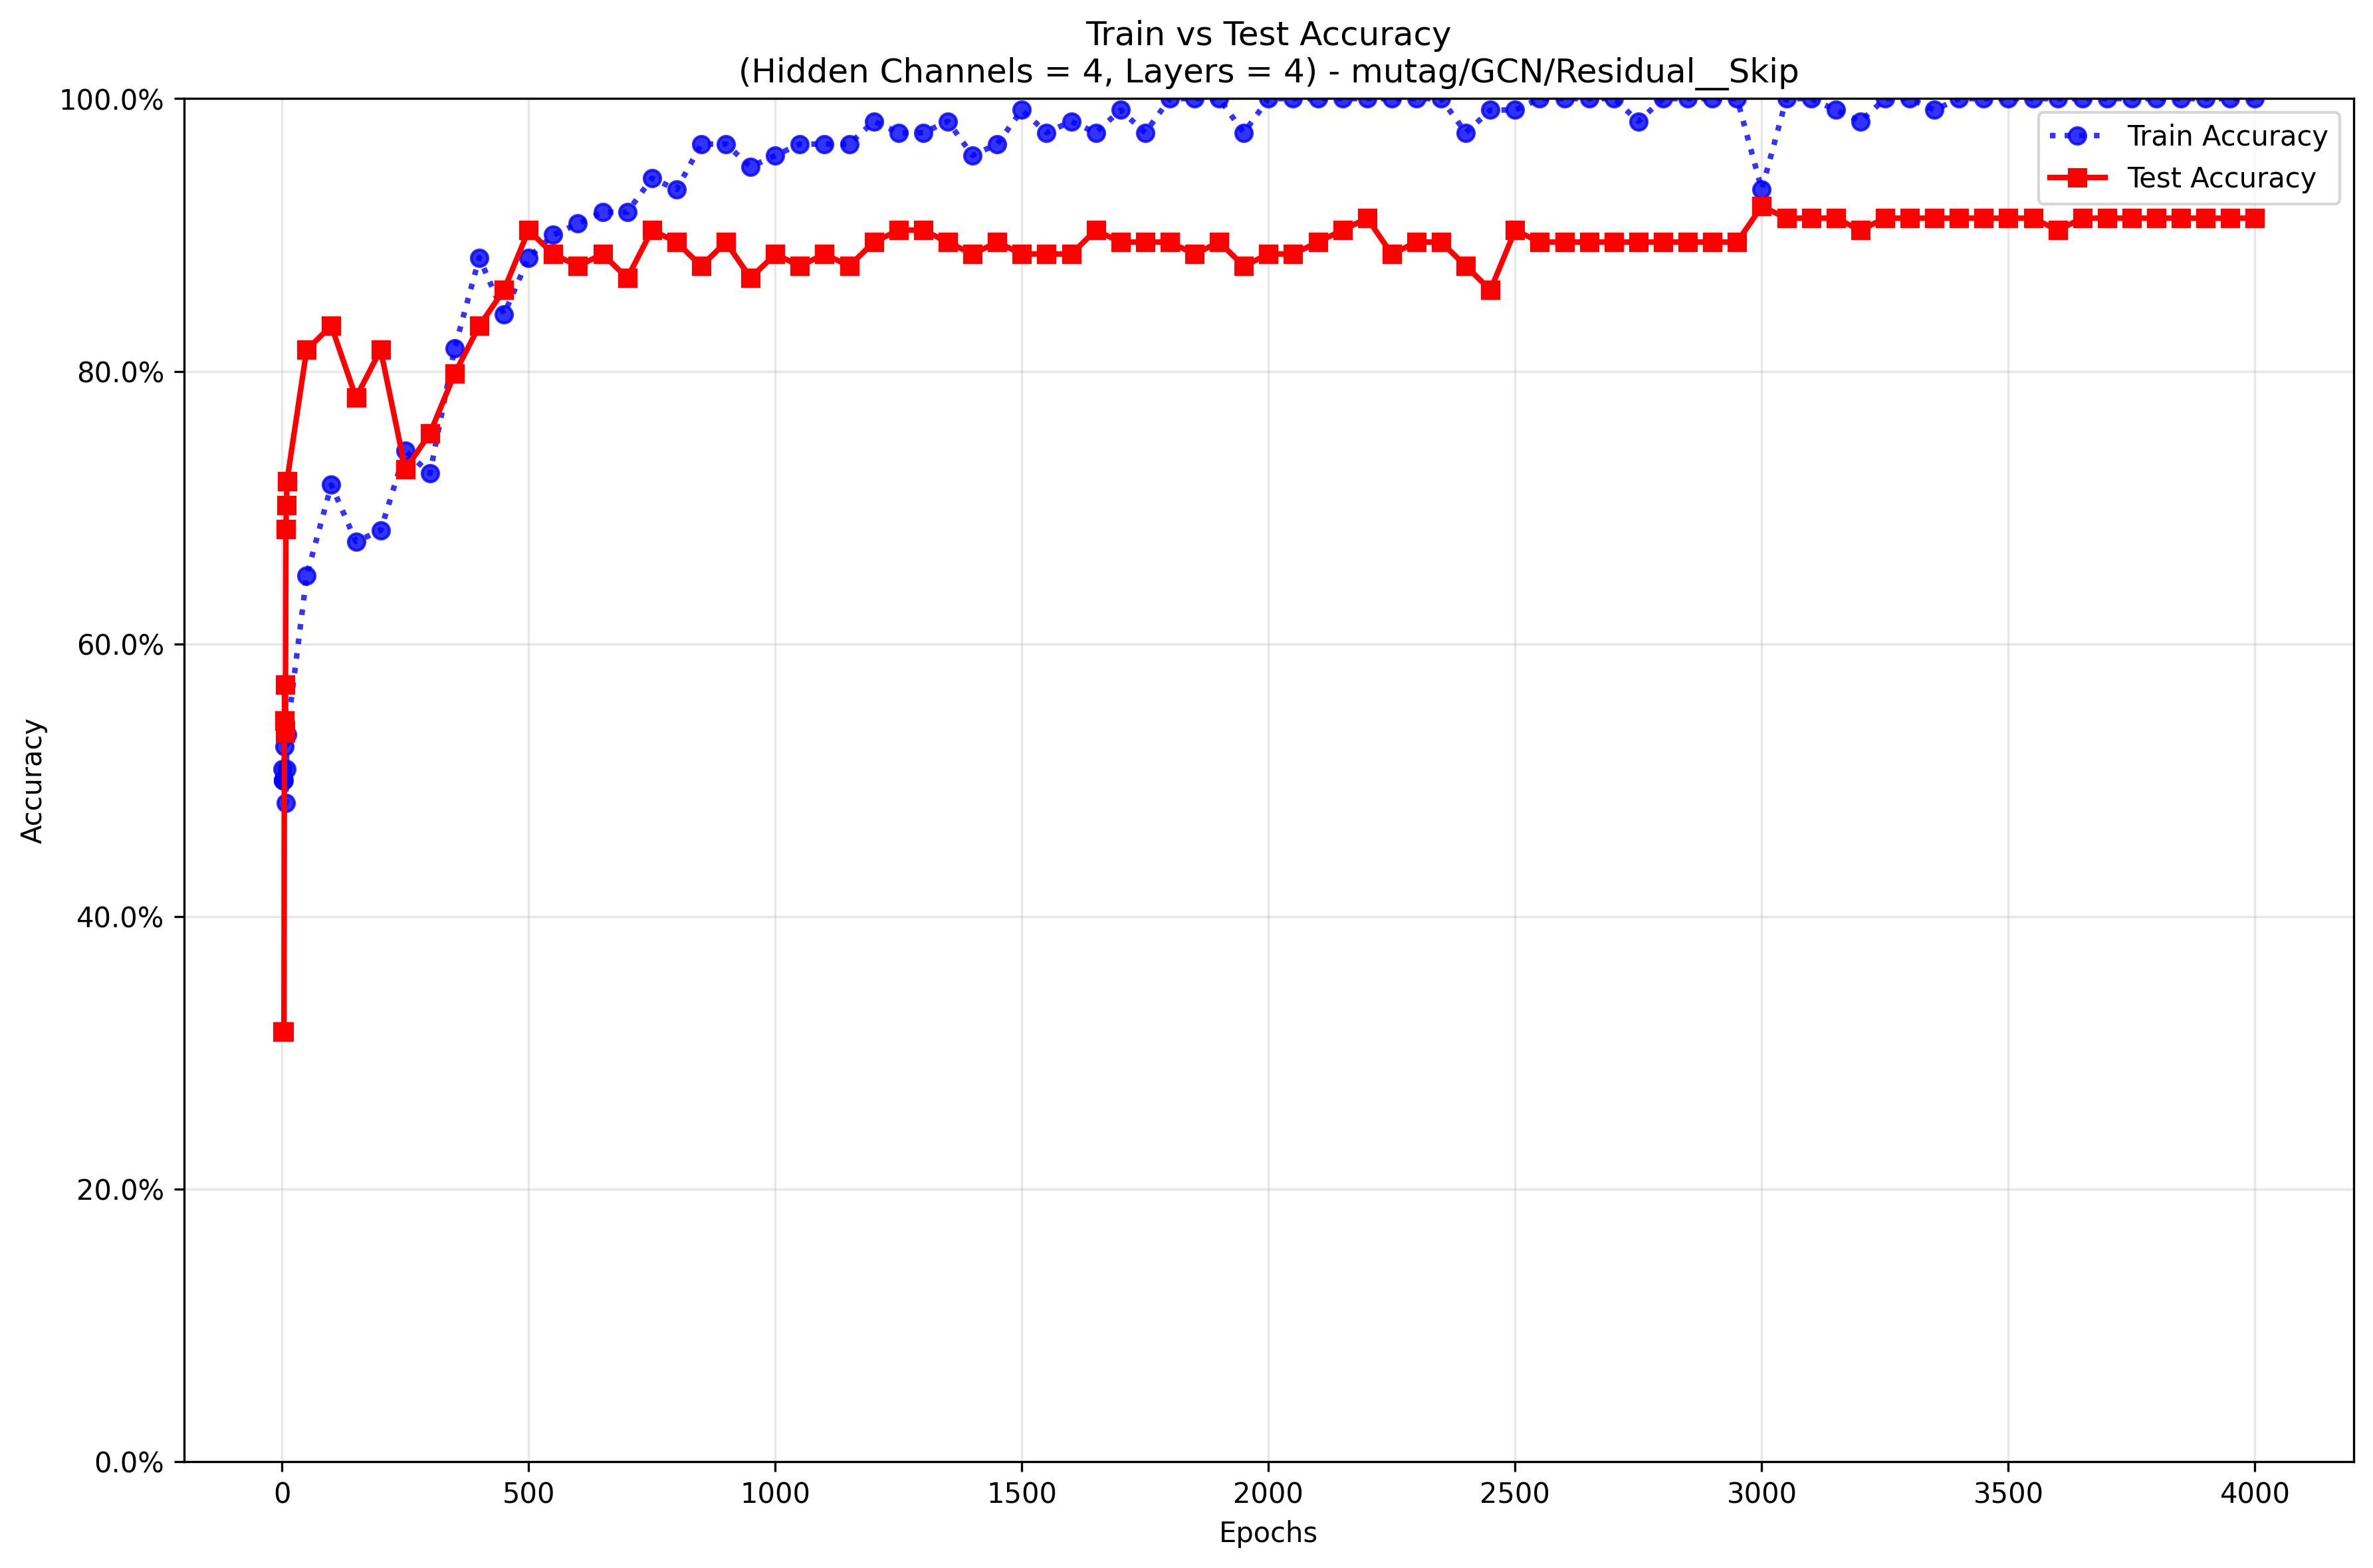 Train vs Test Accuracy
(Hidden Channels = 4, Layers = 4) - mutag/GCN/Residual__Skip
100.0%
80.0%
60.0%
40.0%
20.0%
0.0%
Accuracy
Train Accuracy
Test Accuracy
0 500 1000 1500 2000 2500 3000 3500 4000
Epochs